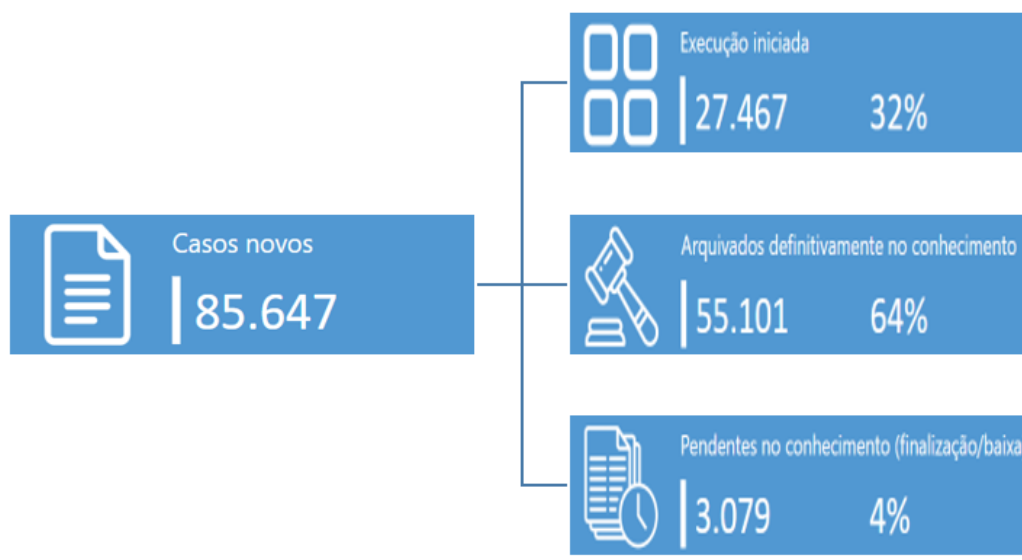 Casos novos
85.647
Execução iniciada
27.467 32%
Arquivados definitivamente no conhecimento
55.101 64%
Pendentes no conhecimento (finalização/baixa
3.079 4%